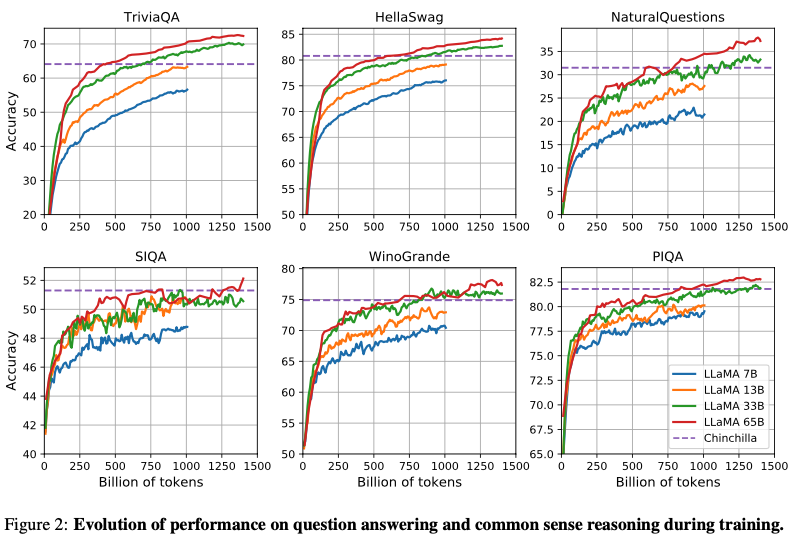 TriviaQA
HellaSwag
NaturalQuestions
Accuracy
70
60
50
40
30
20
0 250 500 750 1000 1250 1500
85
80
75
70
65
60
55
50
0 250 500 750 1000 1250 1500
35
30
25
20
15
10
5
0
0 250 500 750 1000 1250 1500
SIQA
WinoGrande
PIQA
Accuracy
52
50
48
46
44
42
40
0 250 500 750 1000 1250 1500
Billion of tokens
80
75
70
65
60
55
50
0 250 500 750 1000 1250 1500
Billion of tokens
82.5
80.0
77.5
75.0
72.5
70.0
67.5
65.0
0 250 500 750 1000 1250 1500
Billion of tokens
LLaMA 7B
LLaMA 13B
LLaMA 33B
LLaMA 65B
Chinchilla
Figure 2: Evolution of performance on question answering and common sense reasoning during training.